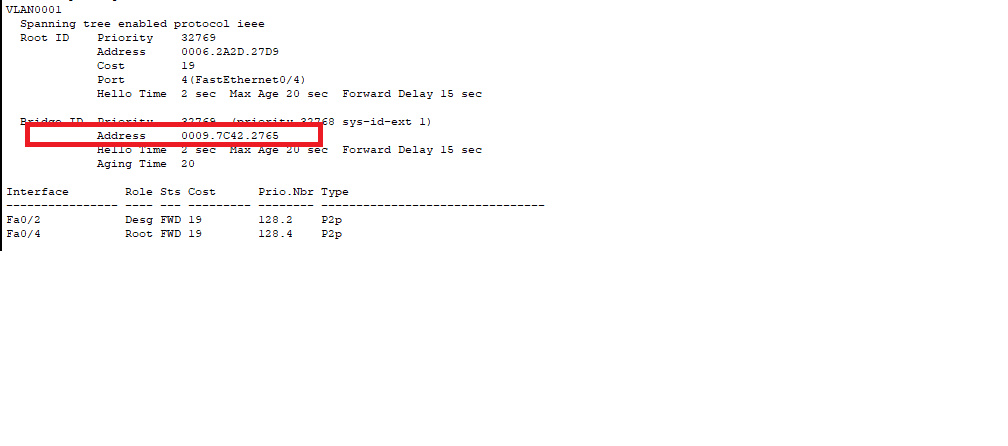 VLAN0001
Spanning tree enabled protocol ieee
Root ID Priority 32769
Address 0006.2A2D.27D9
Cost 19
Port 4(FastEthernet0/4)
Hello Time 2 sec Max Age 20 sec Forward Delay 15 sec
Bridge ID Priority 32769 (priority 32768 sys-id-ext 1)
Address 0009.7C42.2765
Hello Time 2 sec Max Age 20 sec Forward Delay 15 sec
Aging Time 20
Interface Role Sts Cost Prio.Nbr Type
---------------- ---- --- --------- -------- --------------------------------
Fa0/2 Desg FWD 19 128.2 P2p
Fa0/4 Root FWD 19 128.4 P2p